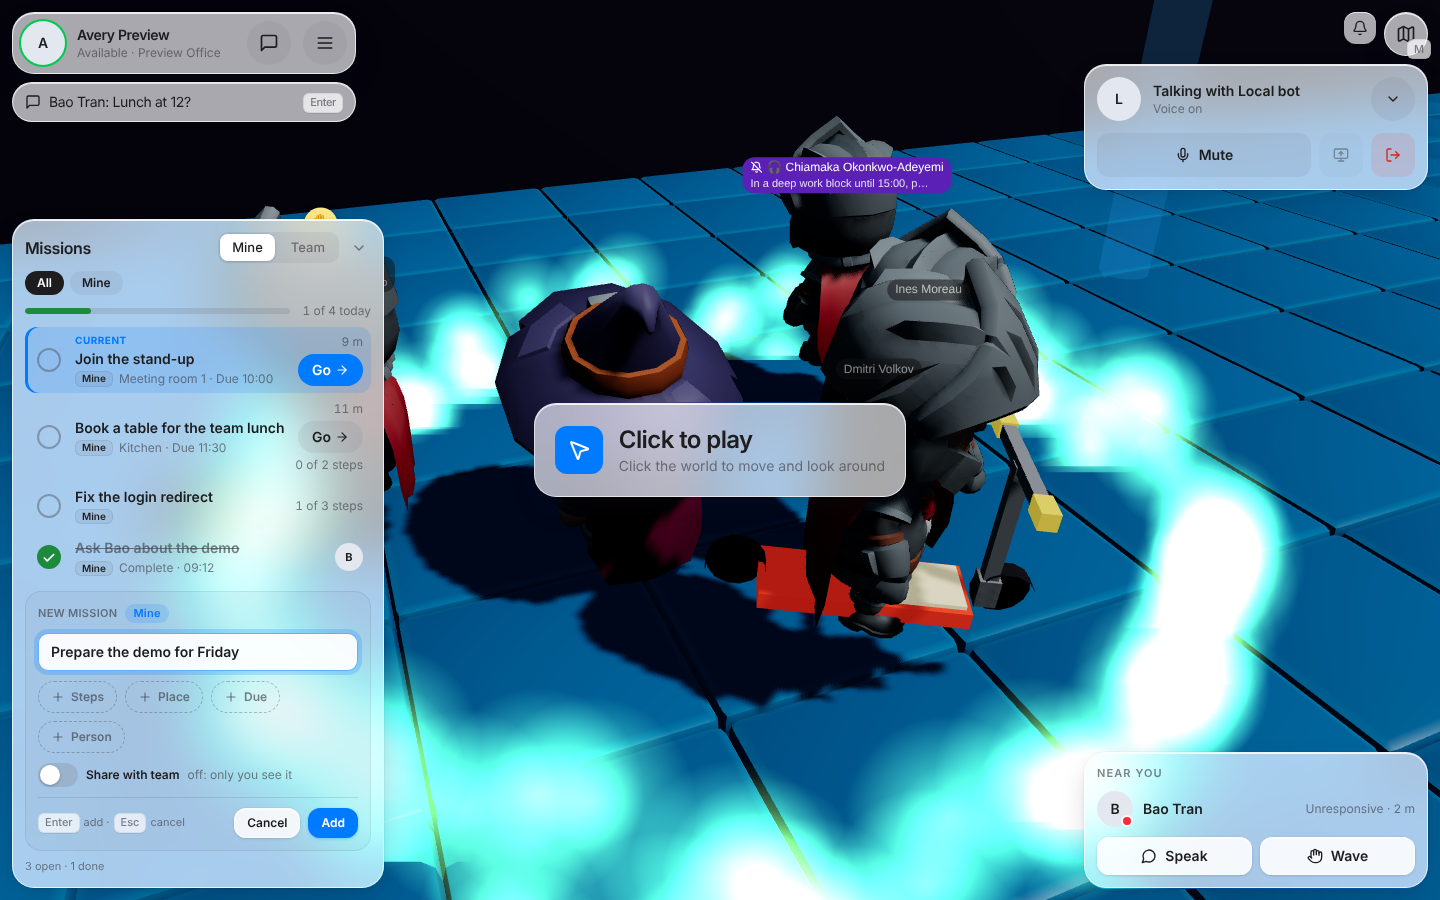 A
Avery Preview
Available · Preview Office
Bao Tran: Lunch at 12?
Enter
M
L
Talking with Local bot
Voice on
Mute
Chiamaka Okonkwo-Adeyemi
In a deep work block until 15:00, p…
Ines Moreau
Dmitri Volkov
Click to play
Click the world to move and look around
Missions
Mine
Team
All
Mine
1 of 4 today
CURRENT
9 m
Join the stand-up
Go
Mine
Meeting room 1 · Due 10:00
11 m
Book a table for the team lunch
Go
Mine
Kitchen · Due 11:30
0 of 2 steps
Fix the login redirect
1 of 3 steps
Mine
Ask Bao about the demo
B
Mine
Complete · 09:12
NEW MISSION
Mine
Prepare the demo for Friday
+ Steps
+ Place
+ Due
+ Person
Share with team off: only you see it
Enter add · Esc cancel
Cancel
Add
3 open · 1 done
NEAR YOU
B
Bao Tran
Unresponsive · 2 m
Speak
Wave